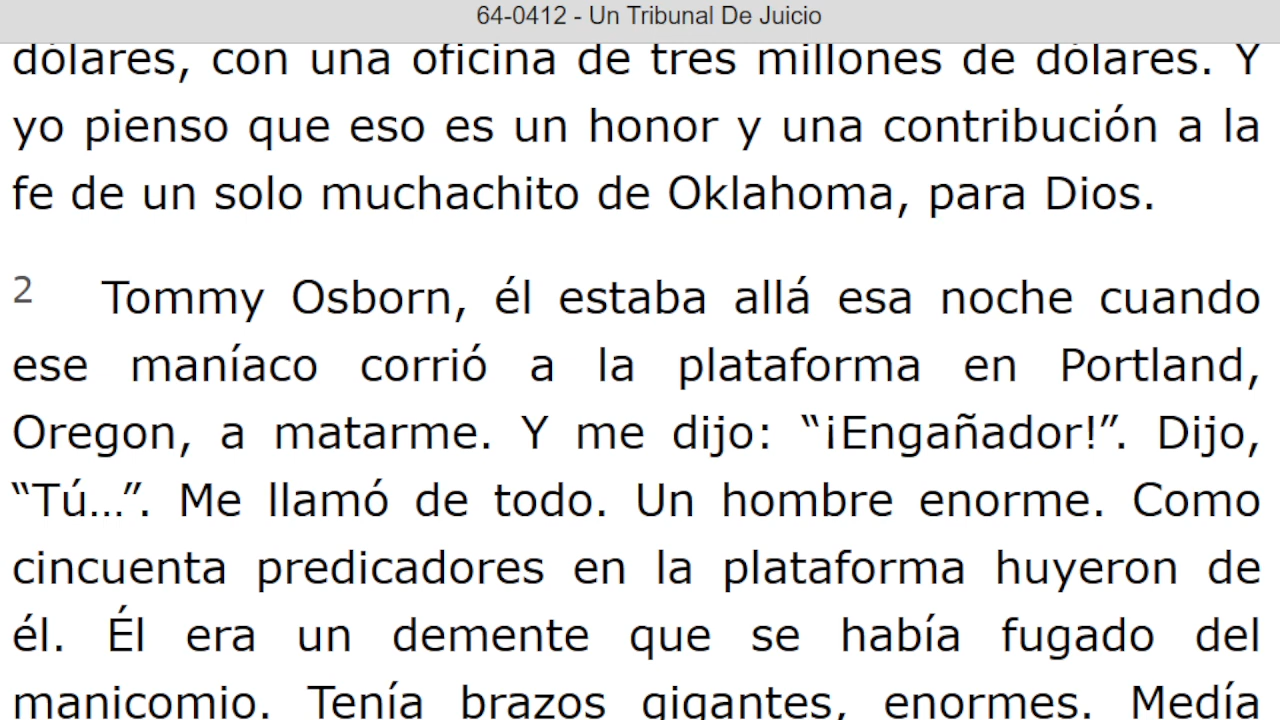 64-0412 - Un Tribunal De Juicio
dólares, con una oficina de tres millones de dólares. Y
yo pienso que eso es un honor y una contribución a la
fe de un solo muchachito de Oklahoma, para Dios.
2 Tommy Osborn, él estaba allá esa noche cuando
ese maníaco corrió a la plataforma en Portland,
Oregon, a matarme. Y me dijo: “¡Engañador!”. Dijo,
“Tú…”. Me llamó de todo. Un hombre enorme. Como
cincuenta predicadores en la plataforma huyeron de
él. Él era un demente que se había fugado del
manicomio. Tenía brazos gigantes, enormes. Medía